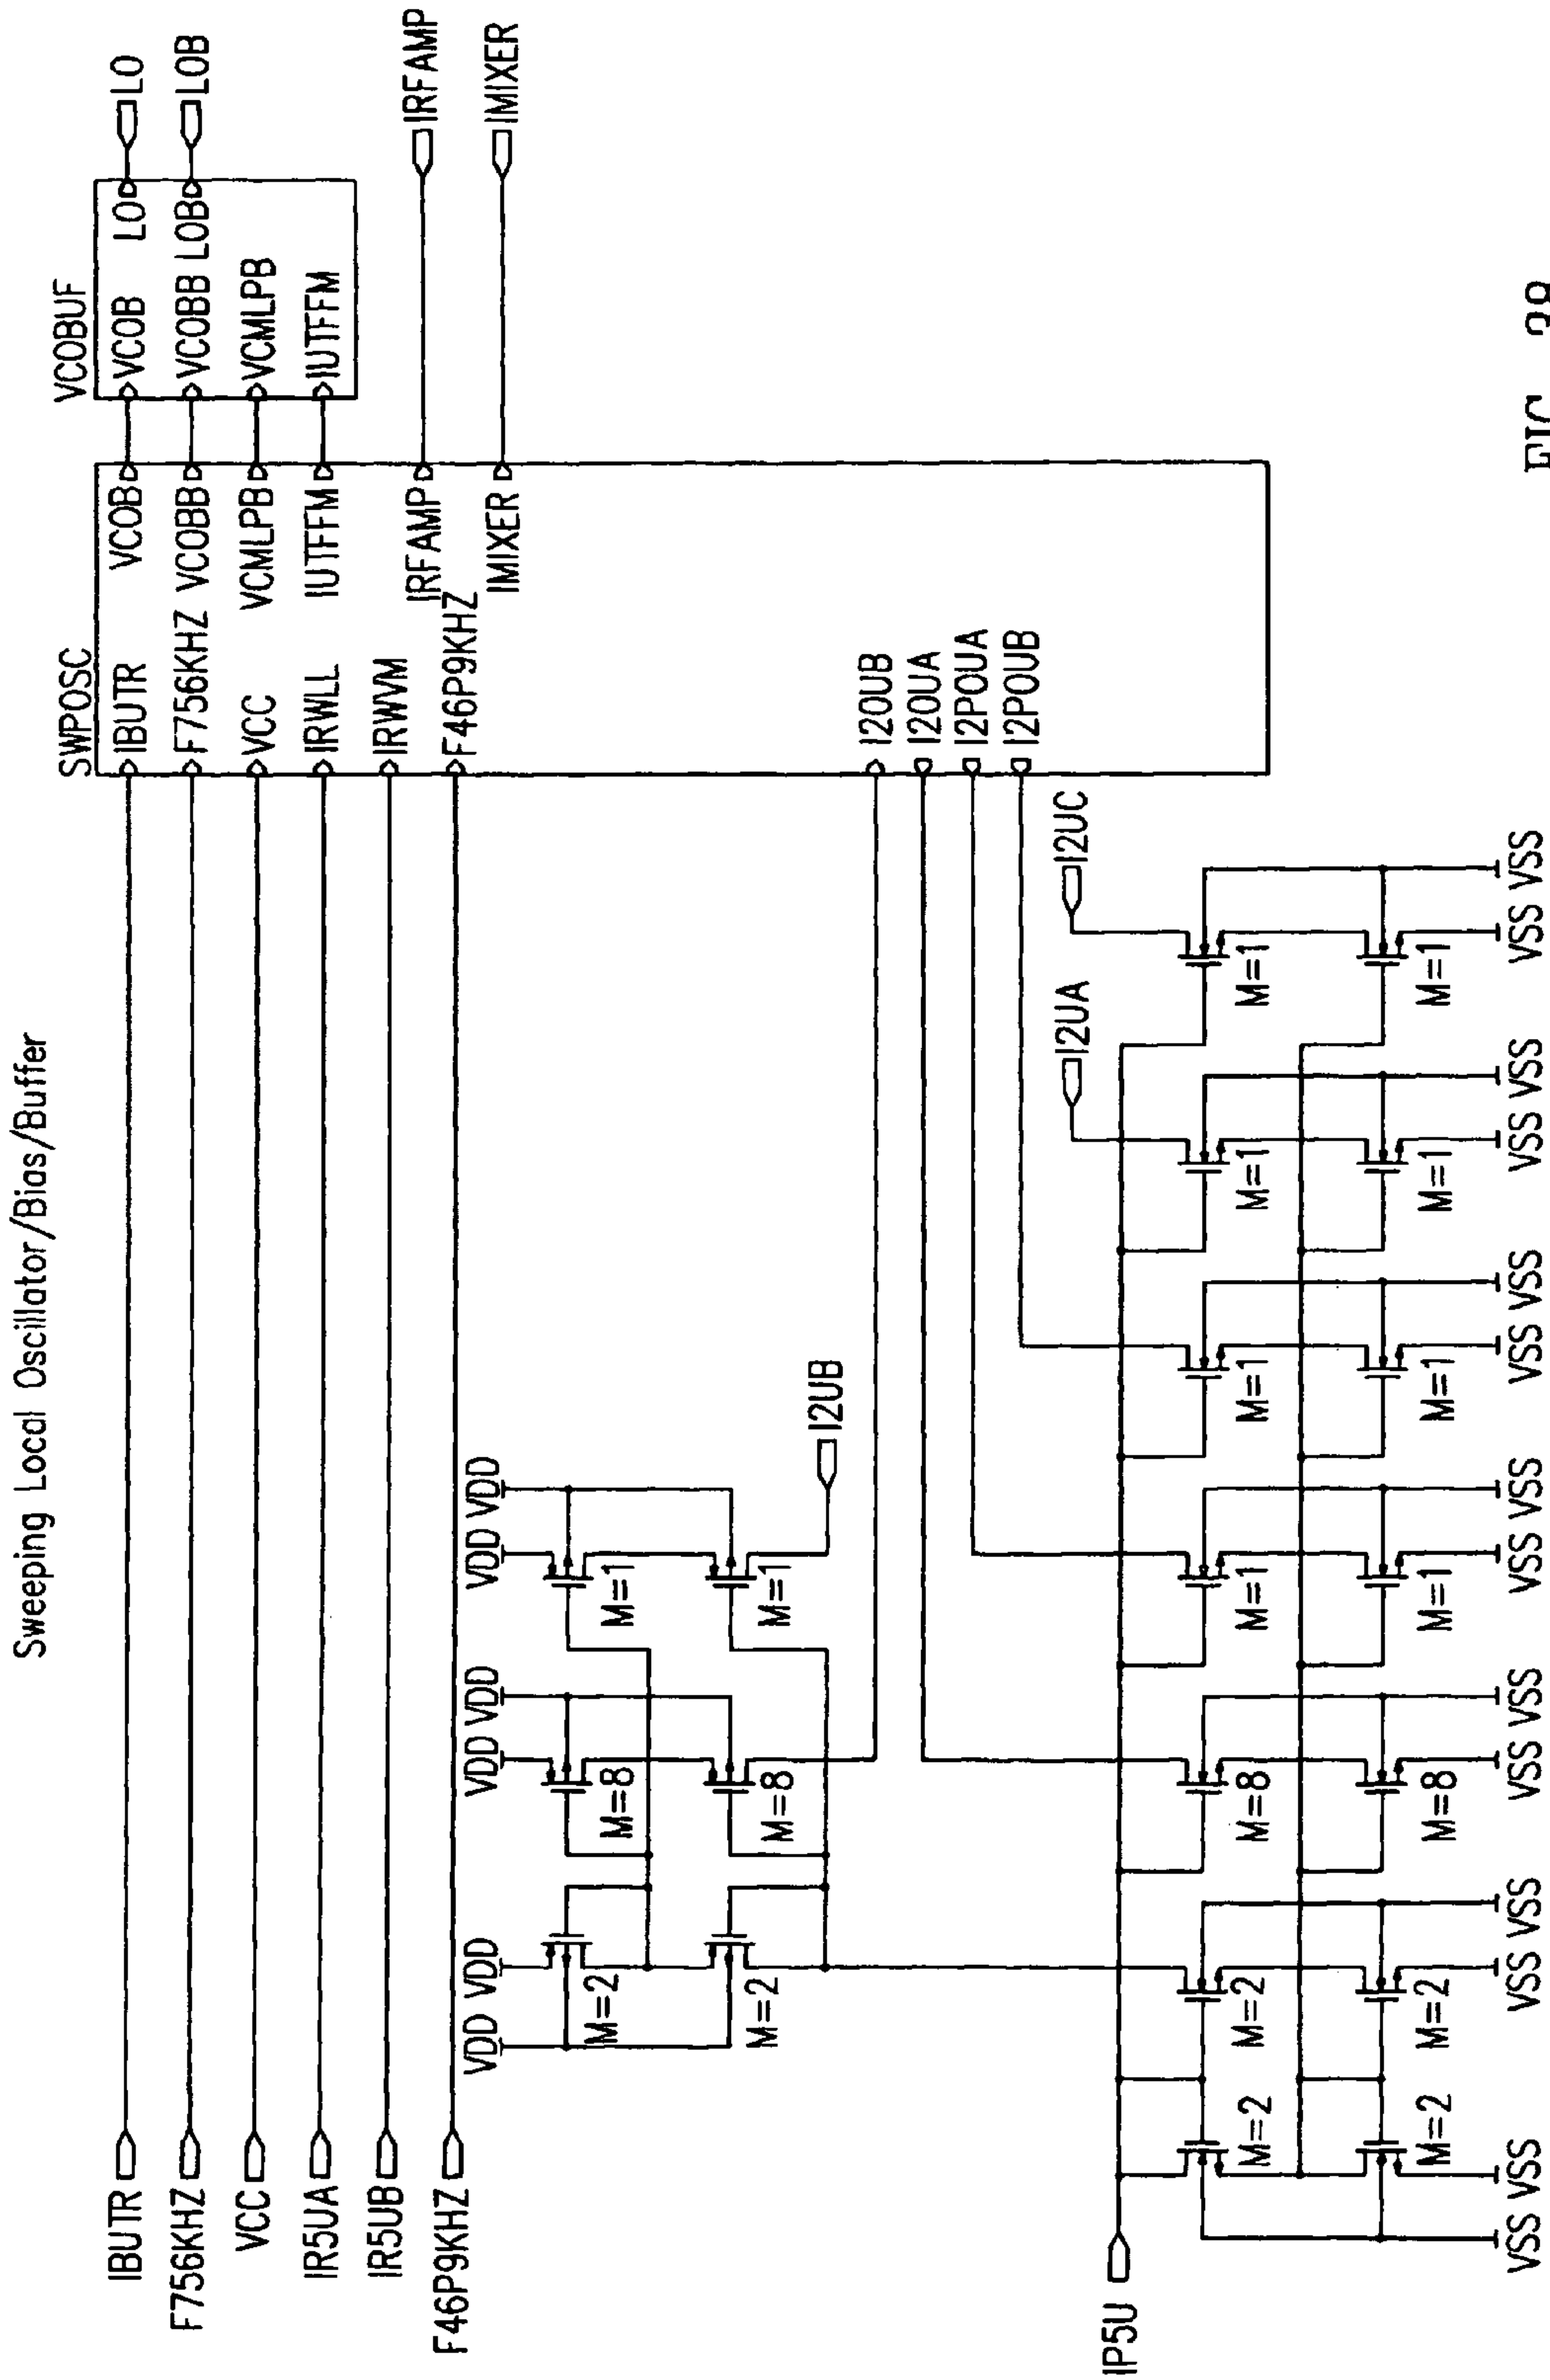 Sweeping Local Oscillator/Bias/Buffer
IBUTR
F756KHZ
VCC
IR5UA
IR5UB
F46P9KHZ
SWPOSC
IBUTR VCOB
F756KHZ VCOBB
VCC VCMLPB
IRWLL IUTFFM
IRWVM
IRFAMP
F46P9KHZ
IMIXER
I20UB
I20UA
I2P0UA
I2P0UB
VCOBUF
VCOB LO
VCOBB LOB
VCMLPB
IUTFFM
LO
LOB
IRFAMP
IMIXER
VDD VDD VDD VDD VDD VDD
M=2 M=8 M=1
M=2 M=8 M=1
I2UB
I2UA
I2UC
IP5U
M=2 M=2 M=8 M=1 M=1 M=1 M=1
M=2 M=2 M=8 M=1 M=1 M=1 M=1
VSS VSS VSS VSS VSS VSS VSS VSS VSS VSS VSS VSS VSS VSS